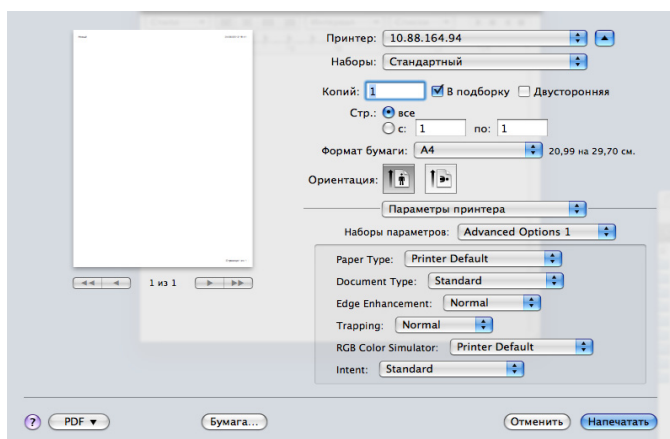 Принтер: 10.88.164.94
Наборы: Стандартный
Копий: 1 В подборку Двусторонняя
Стр.: все
с: 1 по: 1
Формат бумаги: A4 20,99 на 29,70 см.
Ориентация:
Параметры принтера
Наборы параметров: Advanced Options 1
Paper Type: Printer Default
Document Type: Standard
Edge Enhancement: Normal
Trapping: Normal
RGB Color Simulator: Printer Default
Intent: Standard
1 из 1
? PDF Бумага... Отменить Напечатать